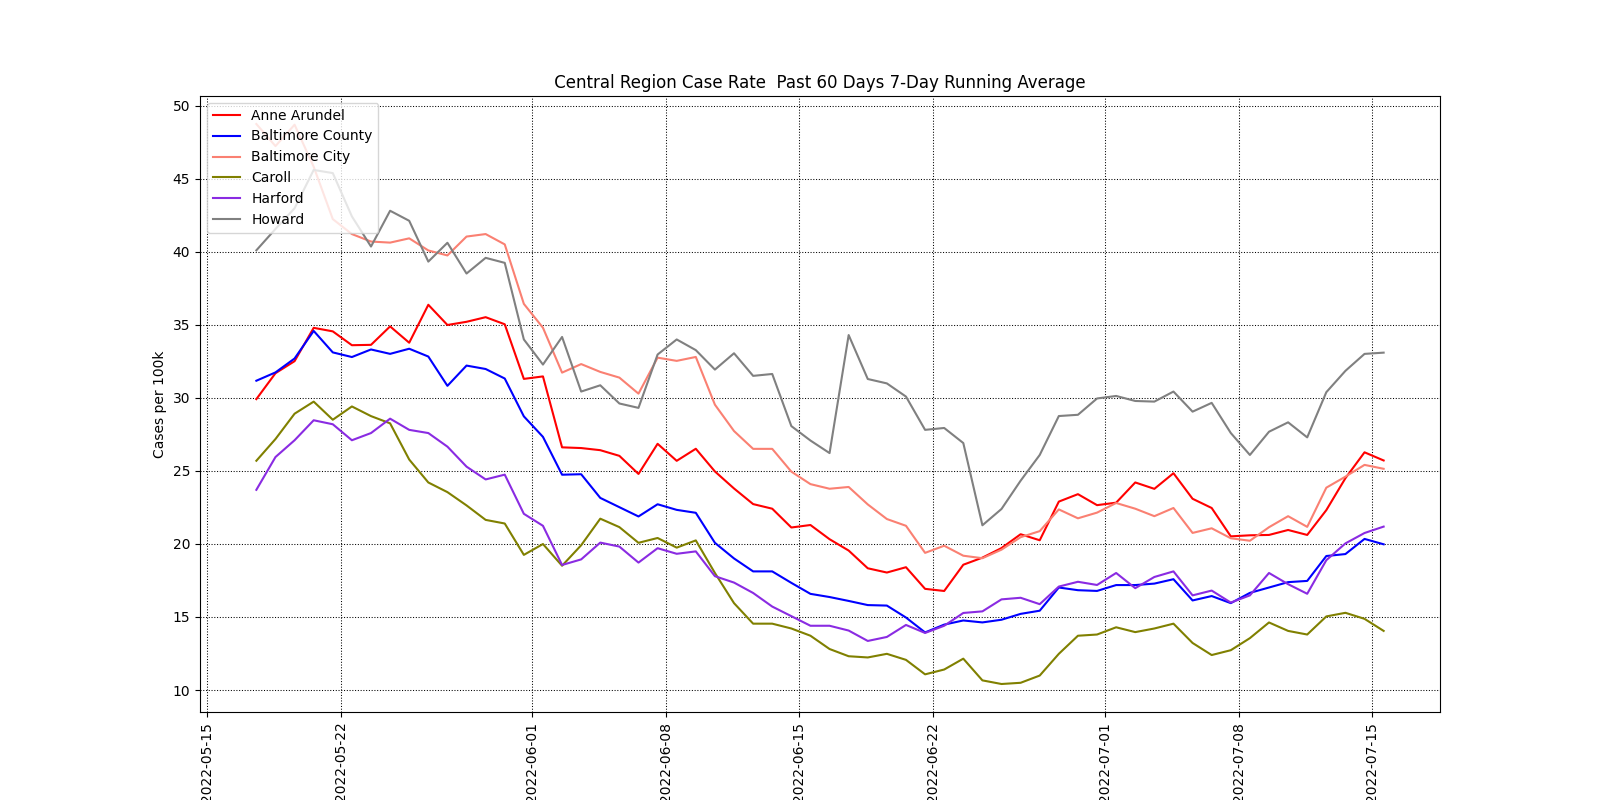 Central Region Case Rate  Past 60 Days 7-Day Running Average
50
45
40
35
30
25
20
15
10
Cases per 100k
Anne Arundel
Baltimore County
Baltimore City
Caroll
Harford
Howard
2022-05-15
2022-05-22
2022-06-01
2022-06-08
2022-06-15
2022-06-22
2022-07-01
2022-07-08
2022-07-15